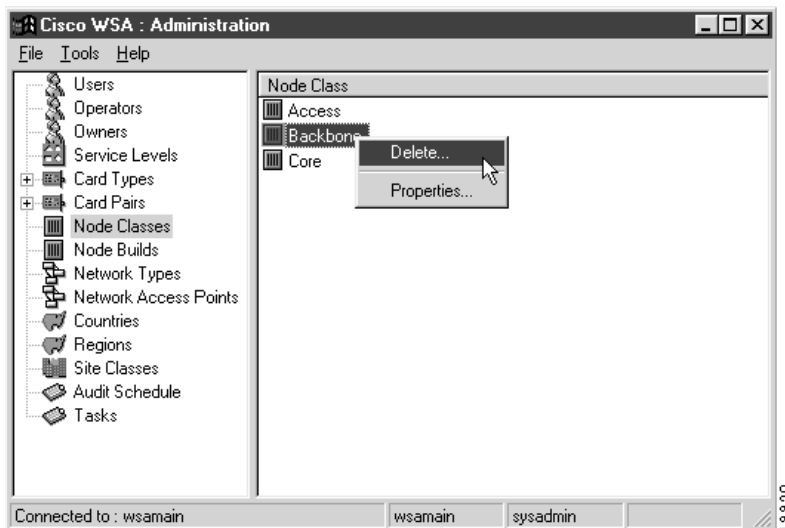 Cisco WSA : Administration
File Tools Help
Users
Operators
Owners
Service Levels
Card Types
Card Pairs
Node Classes
Node Builds
Network Types
Network Access Points
Countries
Regions
Site Classes
Audit Schedule
Tasks
Node Class
Access
Backbone
Core
Delete...
Properties...
Connected to : wsamain wsamain sysadmin